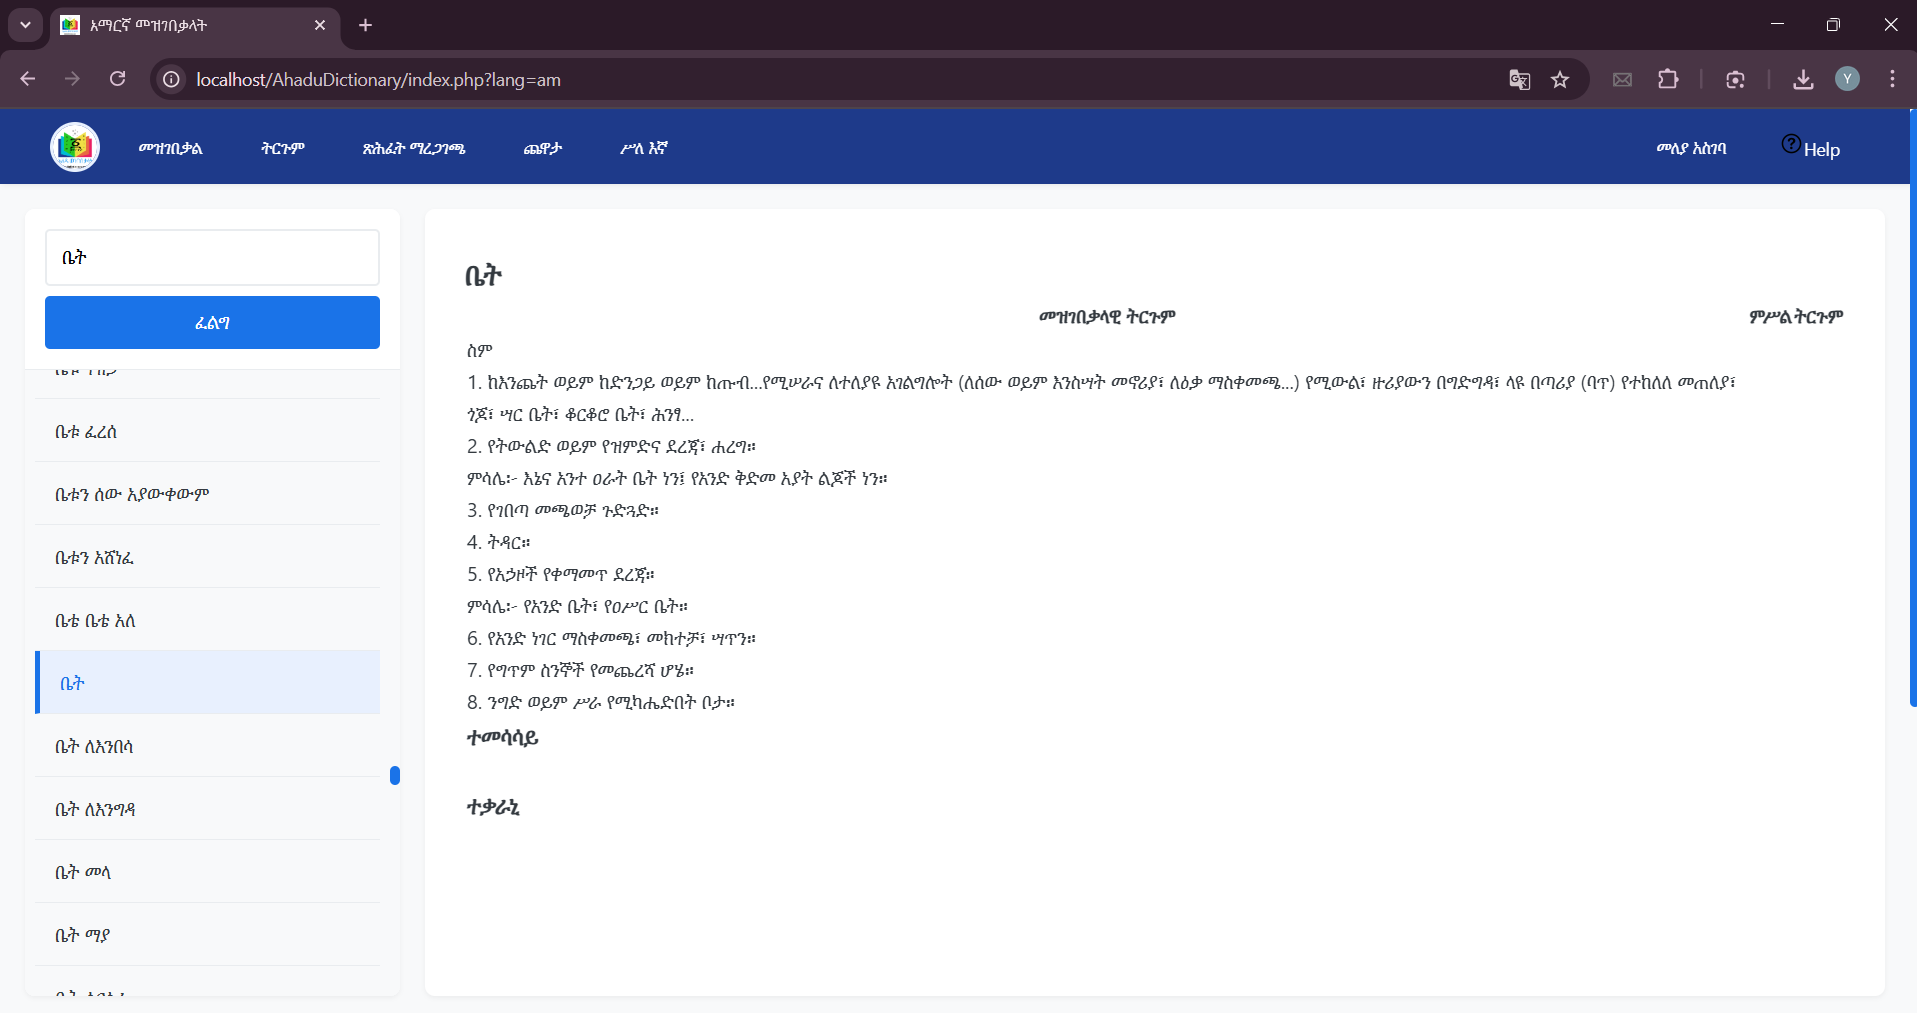 አማርኛ መዝገበቃላት
localhost/AhaduDictionary/index.php?lang=am
Y
መዝገበቃል ትርጉም ጽሕፈት ማረጋገጫ ጨዋታ ሥለ እኛ መለያ አስገባ Help
ቤት
ፈልግ
ቤቱ ፈረሰ
ቤቱን ሰው አያውቀውም
ቤቱን አሸነፈ
ቤቴ ቤቴ አለ
ቤት
ቤት ለእንበሳ
ቤት ለእንግዳ
ቤት መላ
ቤት ማያ
ቤት
መዝገበቃላዊ ትርጉም ምሥል ትርጉም
ስም
1. ከእንጨት ወይም ከድንጋይ ወይም ከጡብ...የሚሠራና ለተለያዩ አገልግሎት (ለሰው ወይም እንስሣት መኖሪያ፣ ለዕቃ ማስቀመጫ...) የሚውል፣ ዙሪያውን በግድግዳ፣ ላዩ በጣሪያ (ባጥ) የተከለለ መጠለያ፣
ጎጆ፣ ሣር ቤት፣ ቆርቆሮ ቤት፣ ሕንፃ...
2. የትውልድ ወይም የዝምድና ደረጃ፣ ሐረግ።
ምሳሌ፦ እኔና አንተ ዐራት ቤት ነን፤ የአንድ ቅድመ አያት ልጆች ነን።
3. የገበጣ መጫወቻ ጉድጓድ።
4. ትዳር።
5. የአኃዞች የቀማመጥ ደረጃ።
ምሳሌ፦ የአንድ ቤት፣ የዐሥር ቤት።
6. የአንድ ነገር ማስቀመጫ፣ መክተቻ፣ ሣጥን።
7. የግጥም ስንኞች የመጨረሻ ሆሄ።
8. ንግድ ወይም ሥራ የሚካሔድበት ቦታ።
ተመሳሳይ
ተቃራኒ